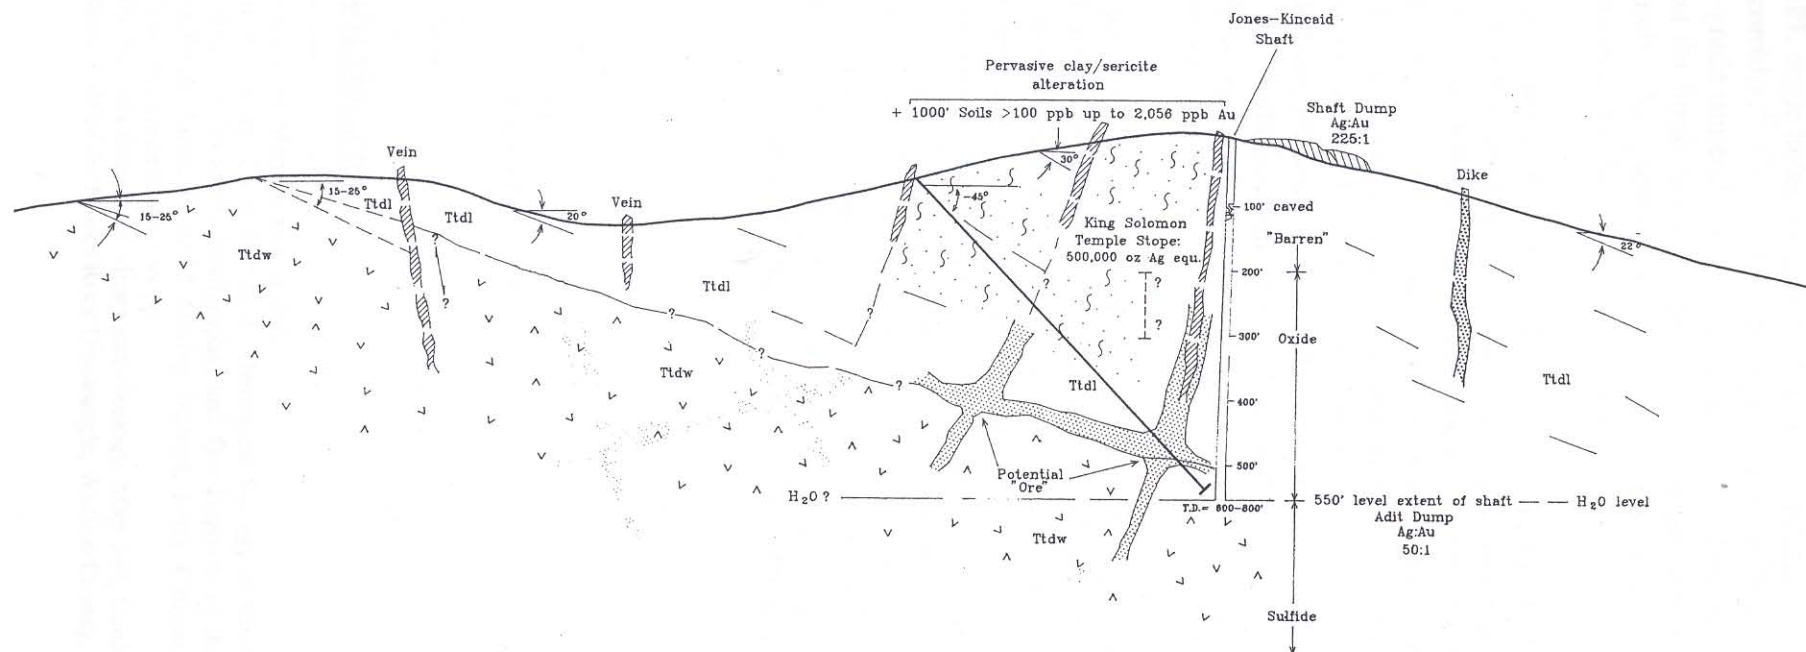 Jones-Kincaid
Shaft
Pervasive clay/sericite
alteration
+ 1000' Soils >100 ppb up to 2,056 ppb Au
Shaft Dump
Ag:Au
225:1
Vein
Vein
Dike
15-25°
15-25°
20°
30°
-45°
22°
Ttdl
Ttdl
Ttdw
Ttdl
Ttdw
Ttdl
Ttdl
Ttdw
King Solomon
Temple Stope:
500,000 oz Ag equ.
?
?
?
?
?
?
?
?
?
100' caved
"Barren"
200'
300'
Oxide
400'
500'
Potential
"Ore"
H₂O ?
T.D.= 600-800'
550' level extent of shaft
H₂O level
Adit Dump
Ag:Au
50:1
Sulfide